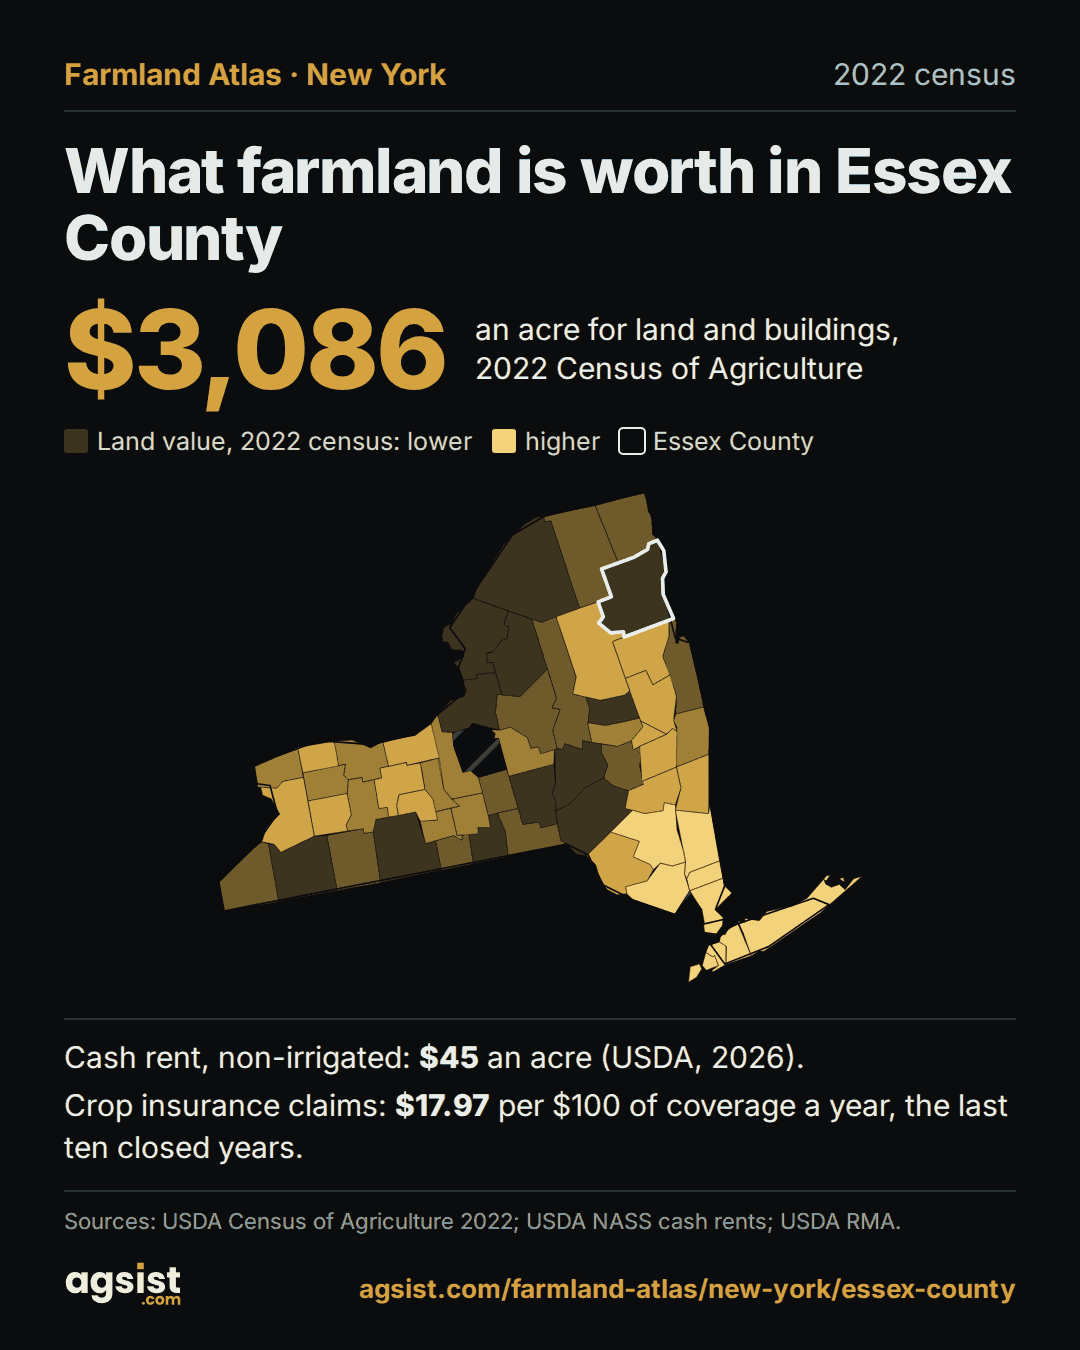 Farmland Atlas · New York
2022 census
What farmland is worth in Essex
County
$3,086
an acre for land and buildings,
2022 Census of Agriculture
Land value, 2022 census: lower
higher
Essex County
Cash rent, non-irrigated: $45 an acre (USDA, 2026).
Crop insurance claims: $17.97 per $100 of coverage a year, the last
ten closed years.
Sources: USDA Census of Agriculture 2022; USDA NASS cash rents; USDA RMA.
agsist
.com
agsist.com/farmland-atlas/new-york/essex-county